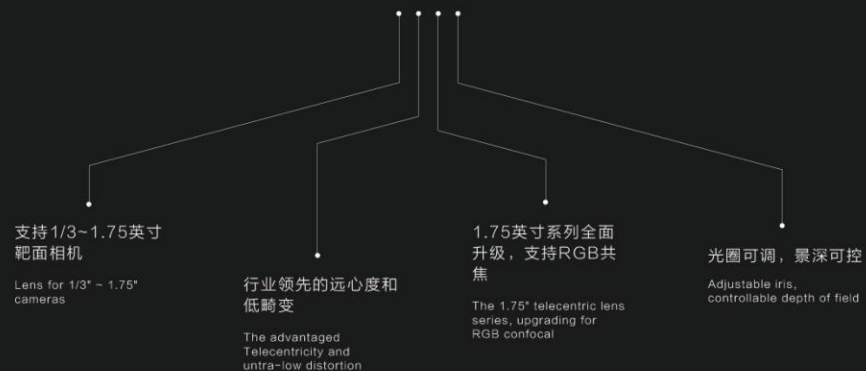 支持1/3~1.75英寸
靶面相机
Lens for 1/3" ~ 1.75"
cameras
行业领先的远心度和
低畸变
The advantaged
Telecentricity and
untra-low distortion
1.75英寸系列全面
升级，支持RGB共
焦
The 1.75" telecentric lens
series, upgrading for
RGB confocal
光圈可调，景深可控
Adjustable iris,
controllable depth of field